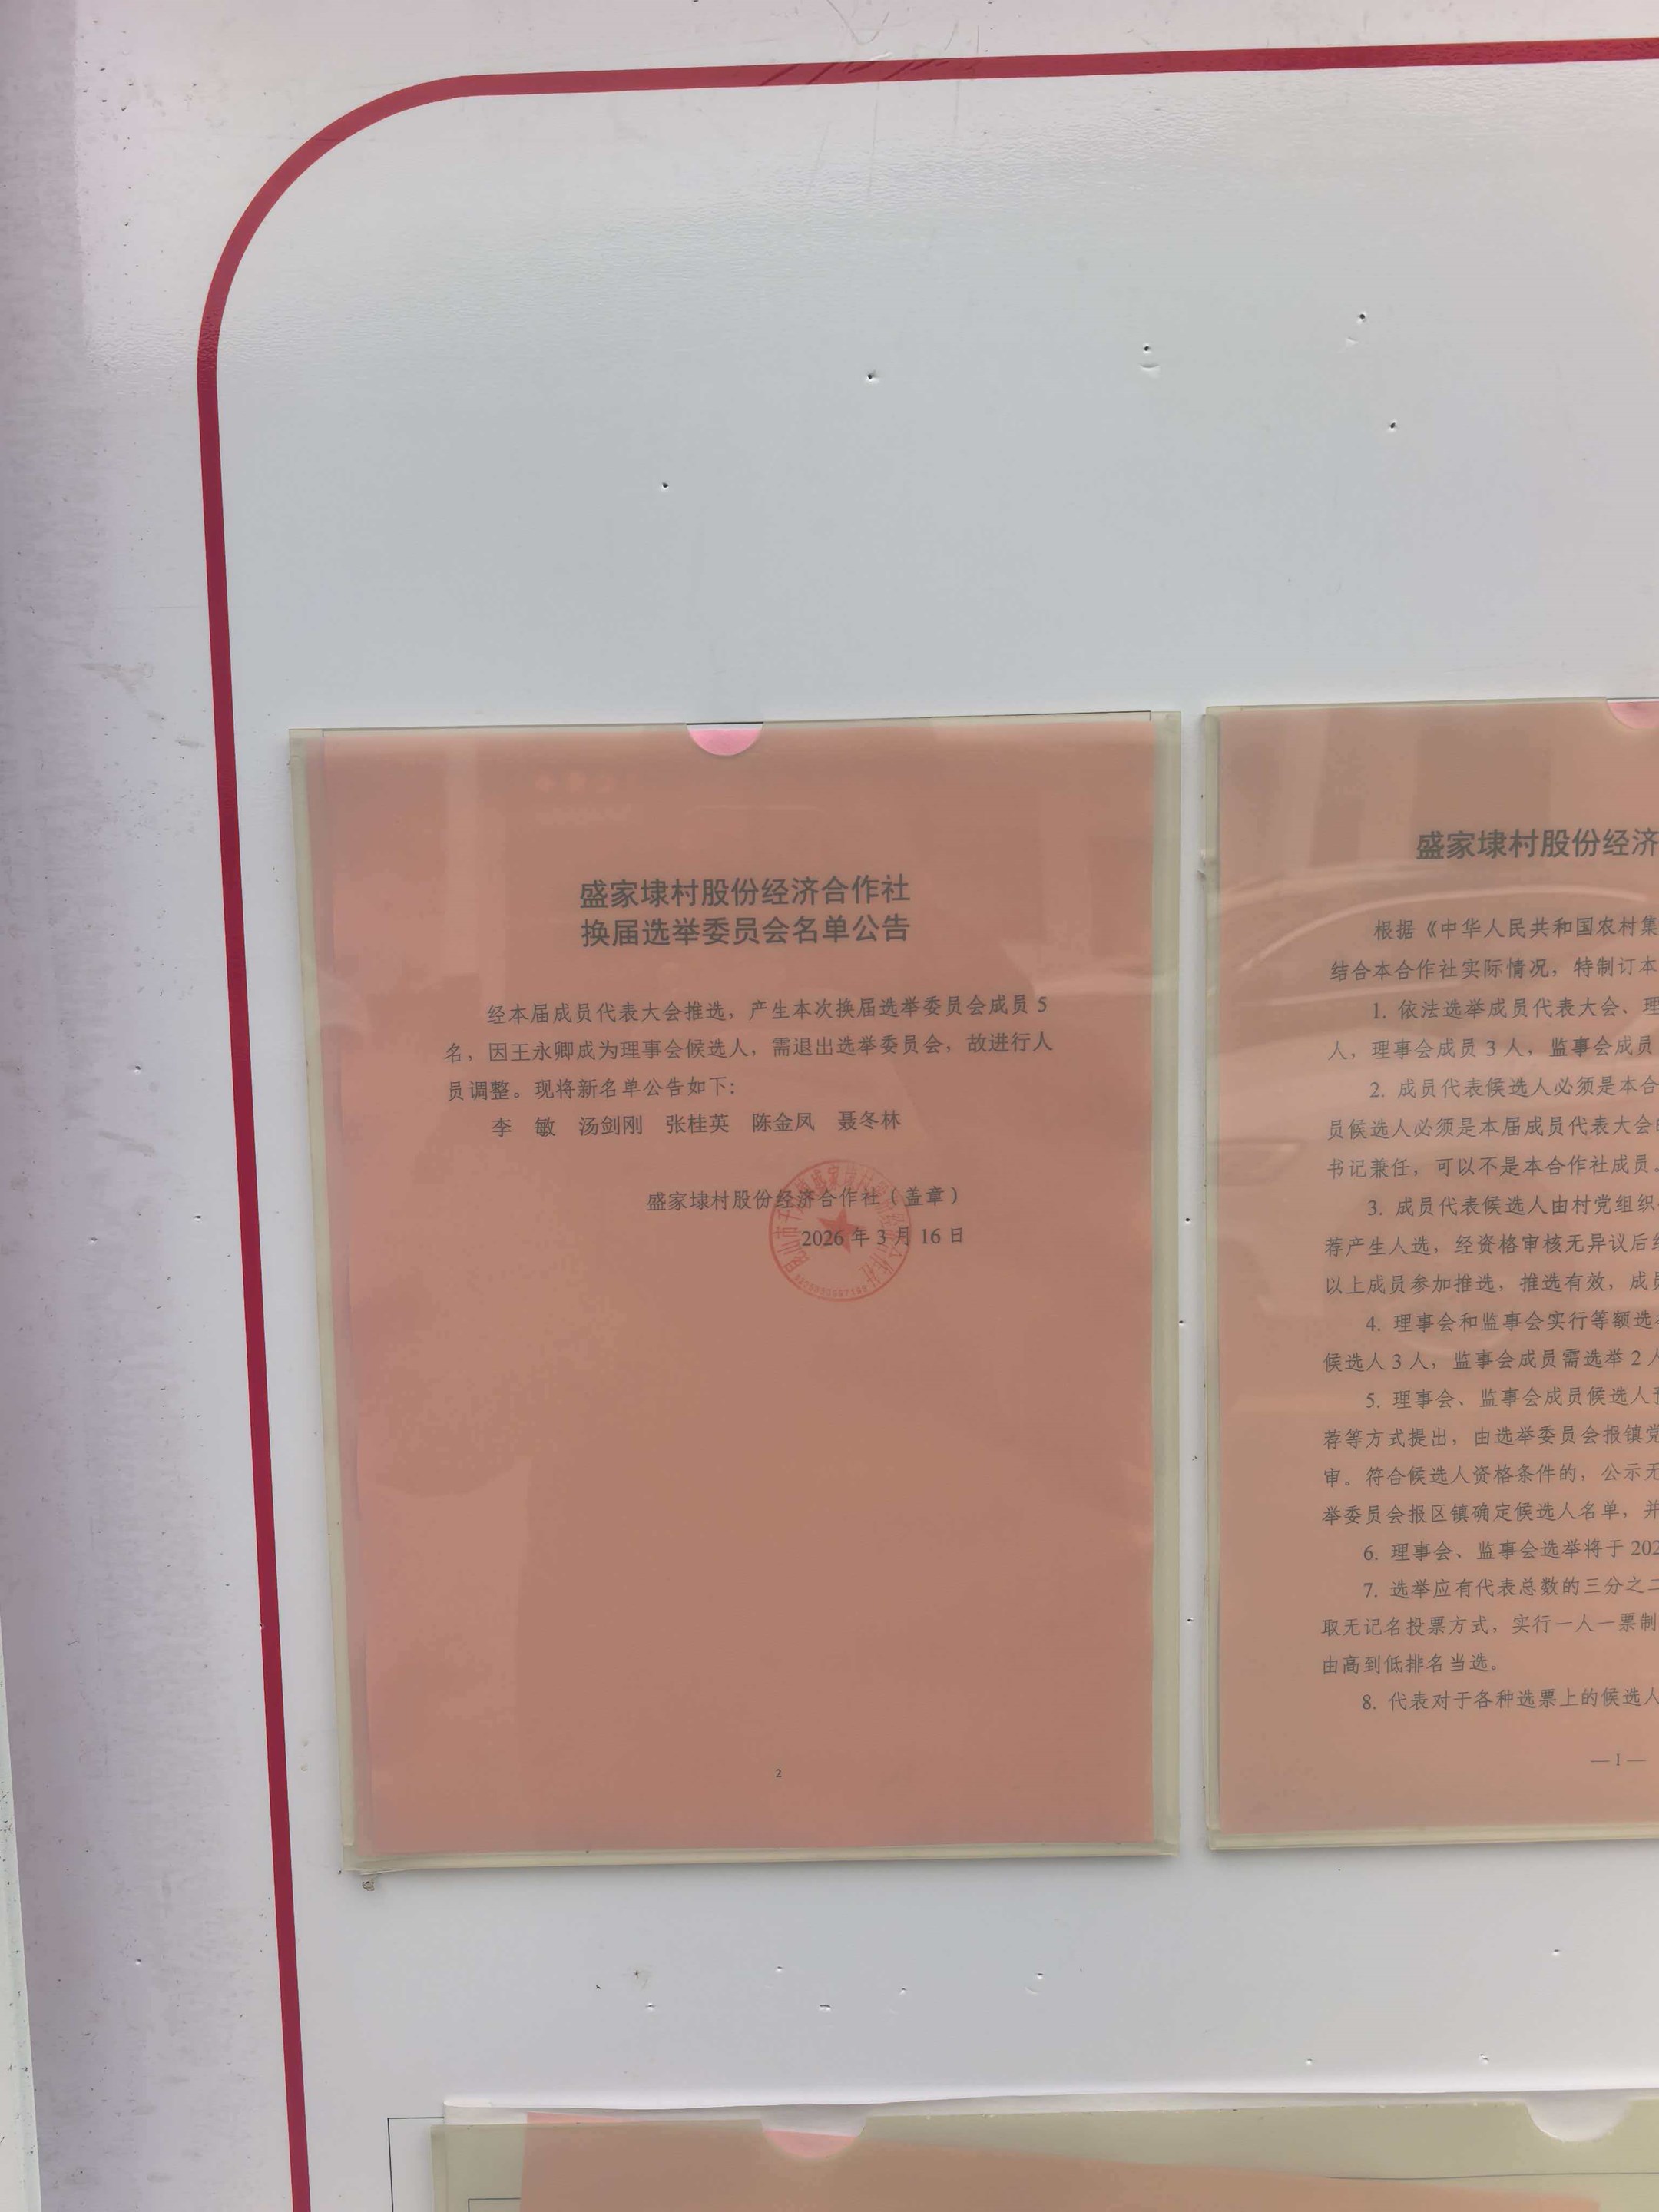 盛家埭村股份经济合作社
换届选举委员会名单公告
经本届成员代表大会推选，产生本次换届选举委员会成员 5
名，因王永卿成为理事会候选人，需退出选举委员会，故进行人
员调整。现将新名单公告如下：
李　敏　汤剑刚　张桂英　陈金凤　聂冬林
盛家埭村股份经济合作社（盖章）
2026 年 3 月 16 日
2
盛家埭村股份经济
根据《中华人民共和国农村集
结合本合作社实际情况，特制订本
1. 依法选举成员代表大会、理
人，理事会成员 3 人，监事会成员
2. 成员代表候选人必须是本合
员候选人必须是本届成员代表大会
书记兼任，可以不是本合作社成员。
3. 成员代表候选人由村党组织
荐产生人选，经资格审核无异议后
以上成员参加推选，推选有效，成员
4. 理事会和监事会实行等额选
候选人 3 人，监事会成员需选举 2 人
5. 理事会、监事会成员候选人
荐等方式提出，由选举委员会报镇党
审。符合候选人资格条件的，公示无
举委员会报区镇确定候选人名单，并
6. 理事会、监事会选举将于 202
7. 选举应有代表总数的三分之二
取无记名投票方式，实行一人一票制
由高到低排名当选。
8. 代表对于各种选票上的候选人
—1—